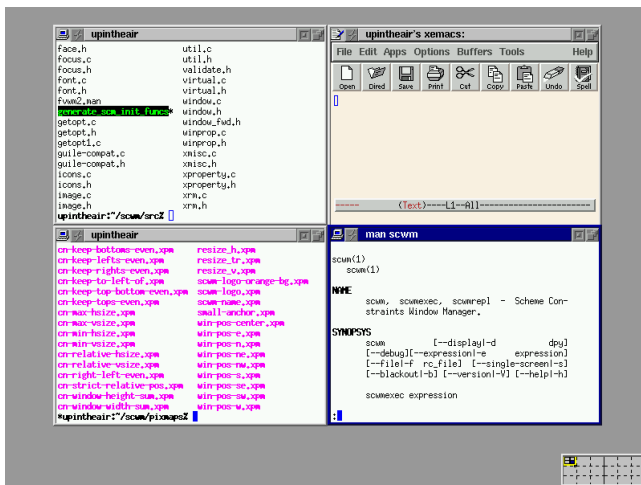 upintheair
face.h util.c
focus.c util.h
focus.h validate.h
font.c virtual.c
font.h virtual.h
fvwm2.man window.c
generate_scm_init_funcs* window.h
getopt.c window_fwd.h
getopt.h winprop.c
getopt1.c winprop.h
guile-compat.c xmisc.c
guile-compat.h xmisc.h
icons.c xproperty.c
icons.h xproperty.h
image.c xrm.c
image.h xrm.h
upintheair:~/scwm/src%
upintheair's xemacs:
File Edit Apps Options Buffers Tools Help
Open Dired Save Print Cut Copy Paste Undo Spell
----- (Text)----L1--All------------------------
upintheair
cn-keep-bottoms-even.xpm resize_h.xpm
cn-keep-lefts-even.xpm resize_tr.xpm
cn-keep-rights-even.xpm resize_v.xpm
cn-keep-to-left-of.xpm scwm-logo-orange-bg.xpm
cn-keep-top-bottom-even.xpm scwm-logo.xpm
cn-keep-tops-even.xpm scwm-name.xpm
cn-max-hsize.xpm small-anchor.xpm
cn-max-vsize.xpm win-pos-center.xpm
cn-min-hsize.xpm win-pos-e.xpm
cn-min-vsize.xpm win-pos-n.xpm
cn-relative-hsize.xpm win-pos-ne.xpm
cn-relative-vsize.xpm win-pos-nw.xpm
cn-right-left-even.xpm win-pos-s.xpm
cn-strict-relative-pos.xpm win-pos-se.xpm
cn-window-height-sum.xpm win-pos-sw.xpm
cn-window-width-sum.xpm win-pos-w.xpm
*upintheair:~/scwm/pixmaps%
man scwm
scwm(1)
scwm(1)
NAME
scwm, scwmexec, scwmrepl - Scheme Con-
straints Window Manager.
SYNOPSYS
scwm [--display|-d dpy]
[--debug][--expression|-e expression]
[--file|-f rc_file] [--single-screen|-s]
[--blackout|-b] [--version|-V] [--help|-h]
scwmexec expression
: